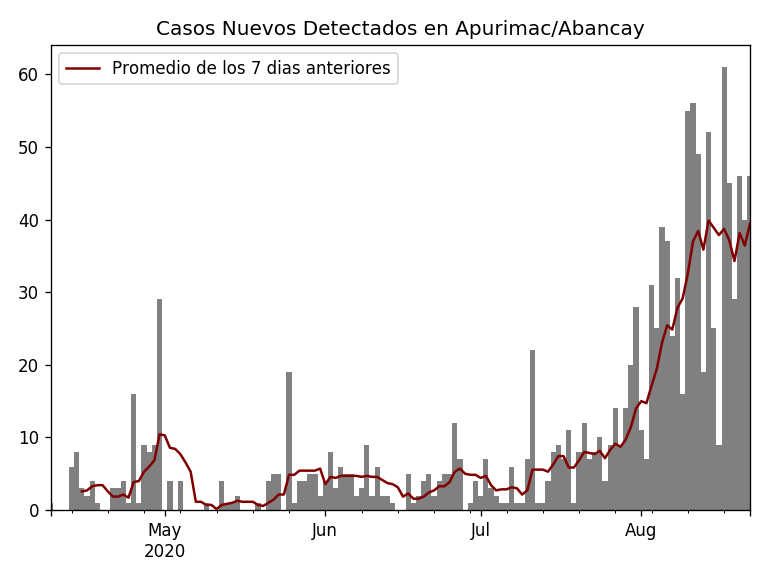 Casos Nuevos Detectados en Apurimac/Abancay
Promedio de los 7 dias anteriores
60
50
40
30
20
10
0
May
2020
Jun
Jul
Aug